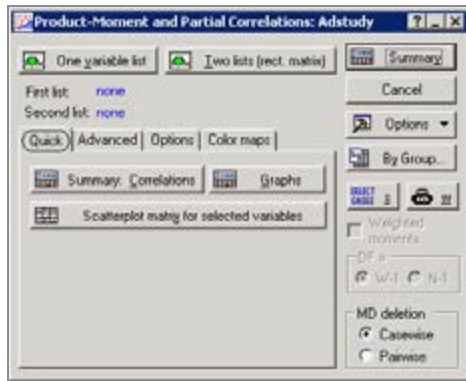 Product-Moment and Partial Correlations: Adstudy
One variable list
Two lists (rect. matrix)
First list: none
Second list: none
Quick
Advanced
Options
Color maps
Summary: Correlations
Graphs
Scatterplot matrix for selected variables
Summary
Cancel
Options
By Group...
SELECT CASES S
W
Weighted moments
DF =
W-1
N-1
MD deletion
Casewise
Pairwise